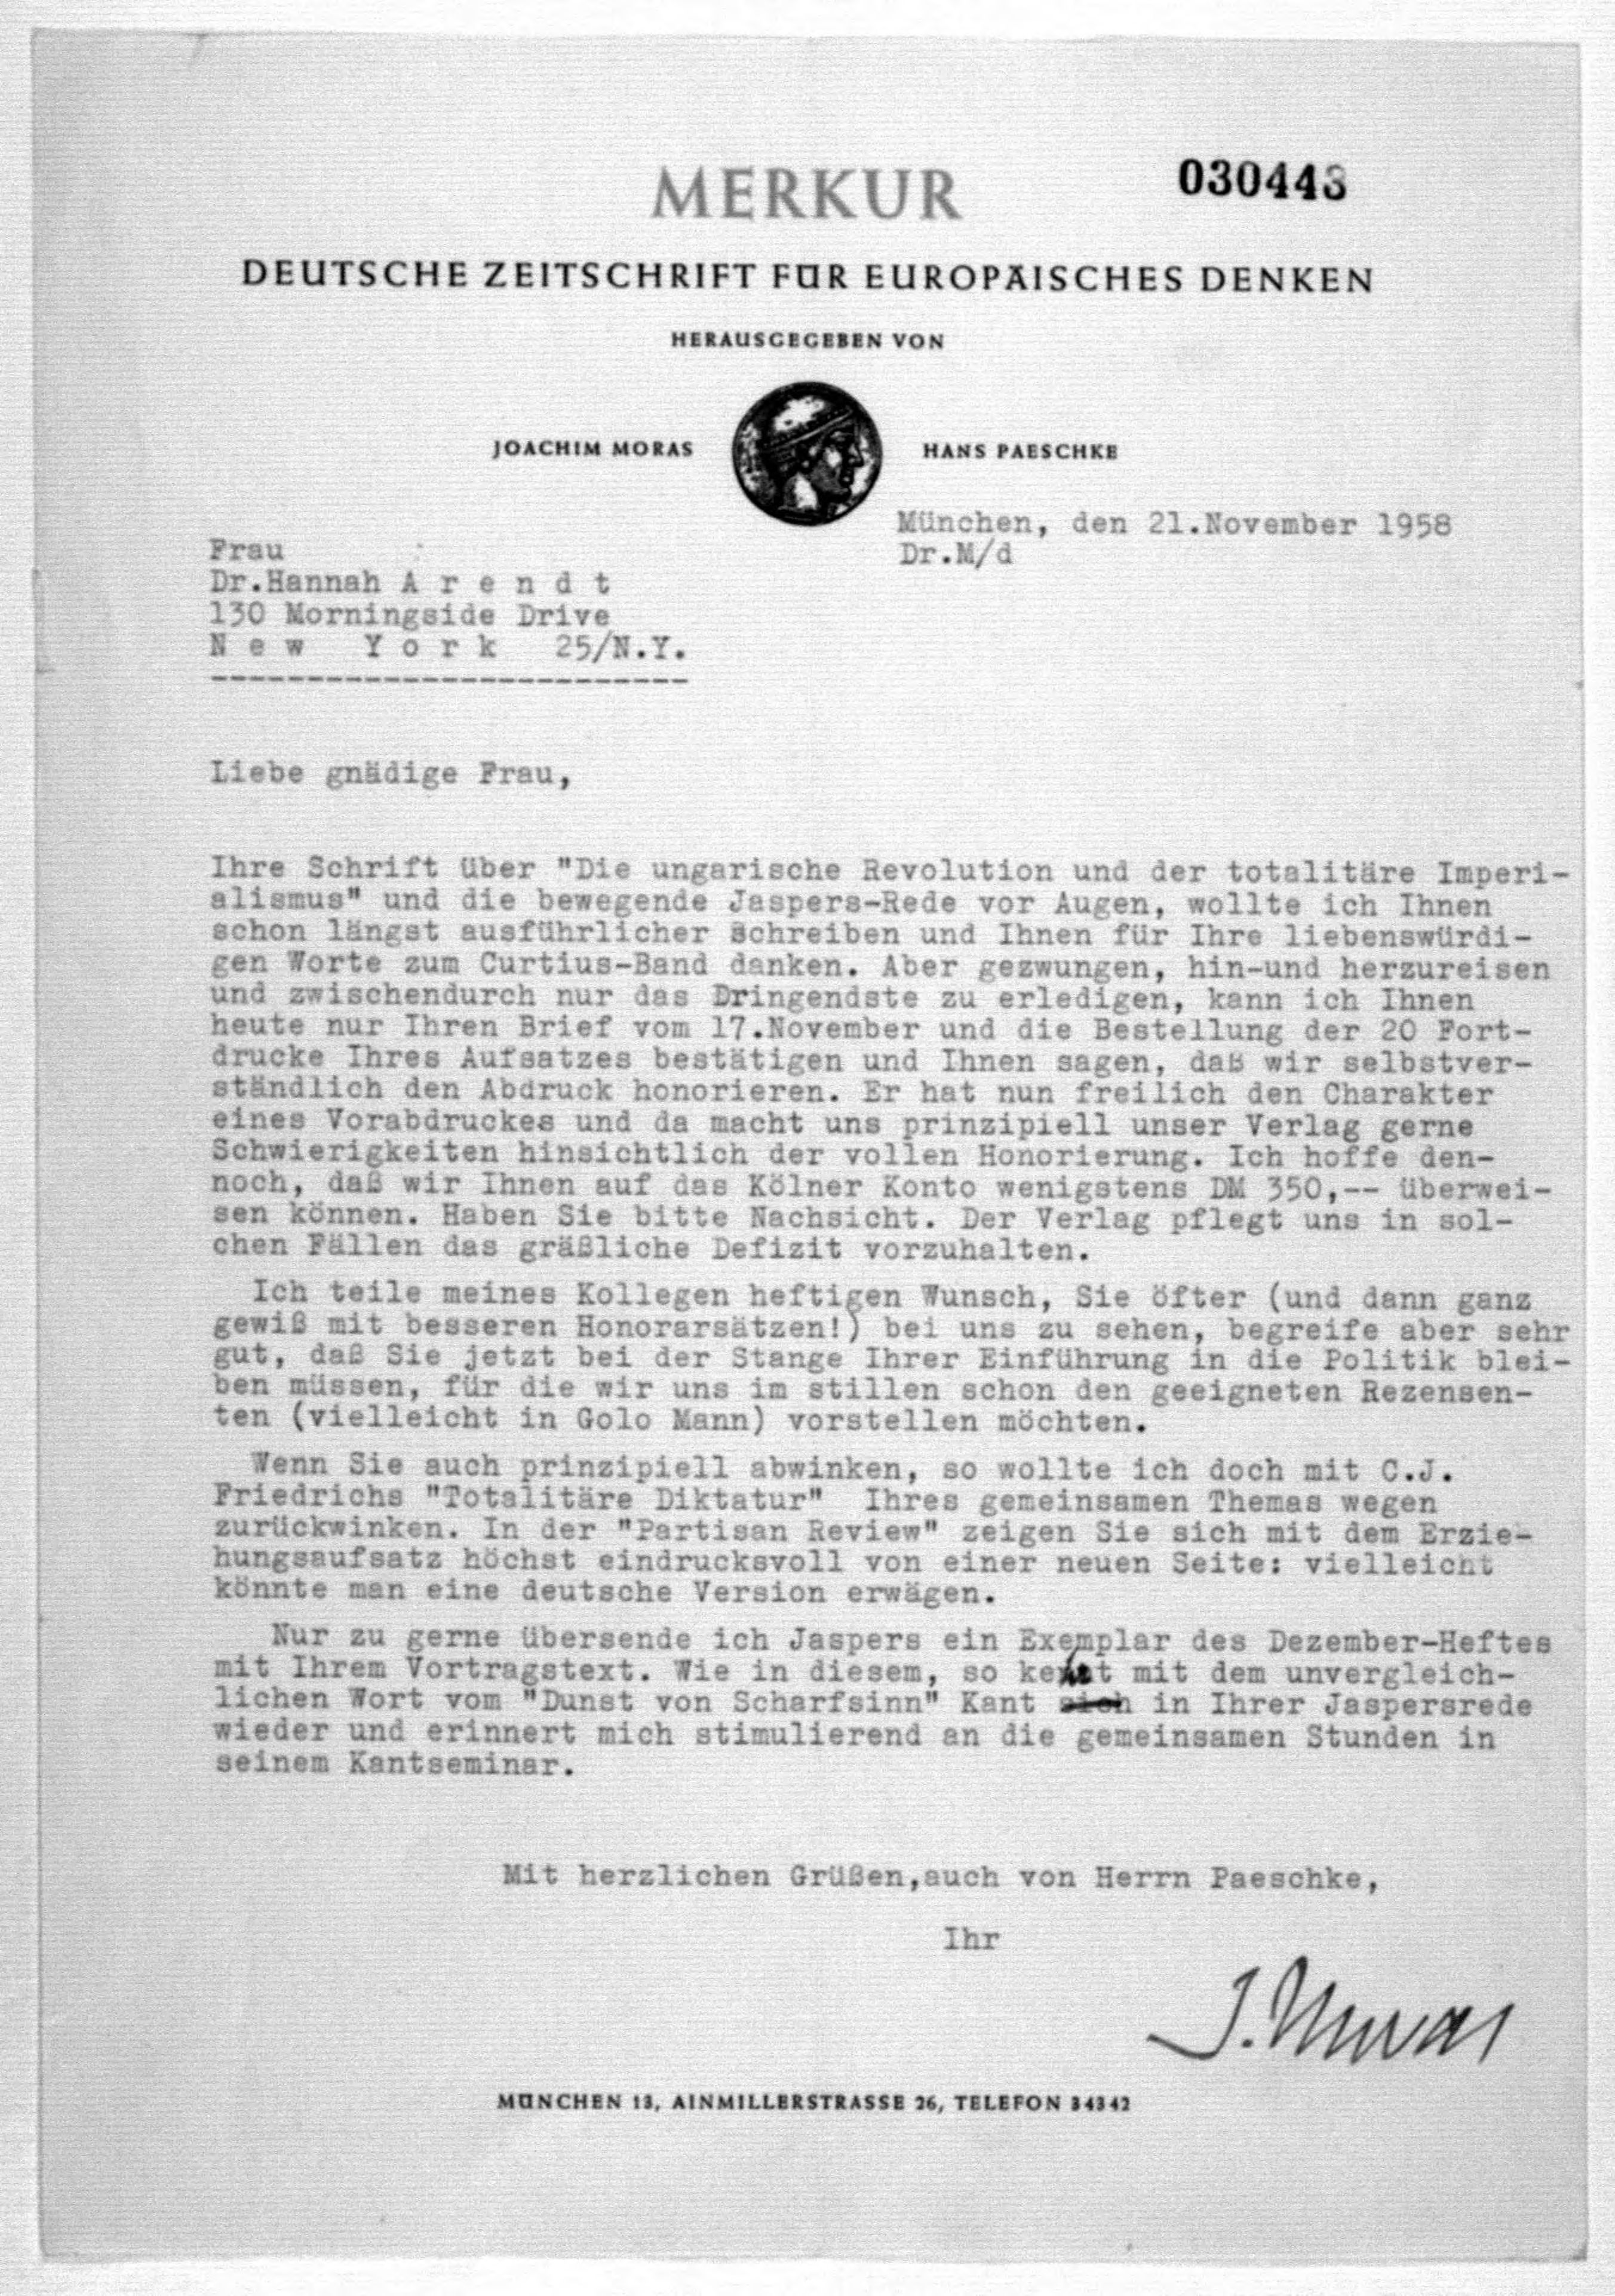 MERKUR
030443
DEUTSCHE ZEITSCHRIFT FÜR EUROPÄISCHES DENKEN
HERAUSGEGEBEN VON
JOACHIM MORAS HANS PAESCHKE
München, den 21.November 1958
Dr.M/d
Frau
Dr.Hannah A r e n d t
130 Morningside Drive
N e w Y o r k 25/N.Y.
-------------------------
Liebe gnädige Frau,
Ihre Schrift über "Die ungarische Revolution und der totalitäre Imperi-
alismus" und die bewegende Jaspers-Rede vor Augen, wollte ich Ihnen
schon längst ausführlicher schreiben und Ihnen für Ihre liebenswürdi-
gen Worte zum Curtius-Band danken. Aber gezwungen, hin-und herzureisen
und zwischendurch nur das Dringendste zu erledigen, kann ich Ihnen
heute nur Ihren Brief vom 17.November und die Bestellung der 20 Fort-
drucke Ihres Aufsatzes bestätigen und Ihnen sagen, daß wir selbstver-
ständlich den Abdruck honorieren. Er hat nun freilich den Charakter
eines Vorabdruckes und da macht uns prinzipiell unser Verlag gerne
Schwierigkeiten hinsichtlich der vollen Honorierung. Ich hoffe den-
noch, daß wir Ihnen auf das Kölner Konto wenigstens DM 350,-- überwei-
sen können. Haben Sie bitte Nachsicht. Der Verlag pflegt uns in sol-
chen Fällen das gräßliche Defizit vorzuhalten.
Ich teile meines Kollegen heftigen Wunsch, Sie öfter (und dann ganz
gewiß mit besseren Honorarsätzen!) bei uns zu sehen, begreife aber sehr
gut, daß Sie jetzt bei der Stange Ihrer Einführung in die Politik blei-
ben müssen, für die wir uns im stillen schon den geeigneten Rezensen-
ten (vielleicht in Golo Mann) vorstellen möchten.
Wenn Sie auch prinzipiell abwinken, so wollte ich doch mit C.J.
Friedrichs "Totalitäre Diktatur" Ihres gemeinsamen Themas wegen
zurückwinken. In der "Partisan Review" zeigen Sie sich mit dem Erzie-
hungsaufsatz höchst eindrucksvoll von einer neuen Seite: vielleicht
könnte man eine deutsche Version erwägen.
Nur zu gerne übersende ich Jaspers ein Exemplar des Dezember-Heftes
mit Ihrem Vortragstext. Wie in diesem, so mit dem unvergleich-
lichen Wort vom "Dunst von Scharfsinn" Kant sich in Ihrer Jaspersrede
wieder und erinnert mich stimulierend an die gemeinsamen Stunden in
seinem Kantseminar.
Mit herzlichen Grüßen,auch von Herrn Paeschke,
Ihr
J. Moras
MÜNCHEN 13, AINMILLERSTRASSE 26, TELEFON 34342